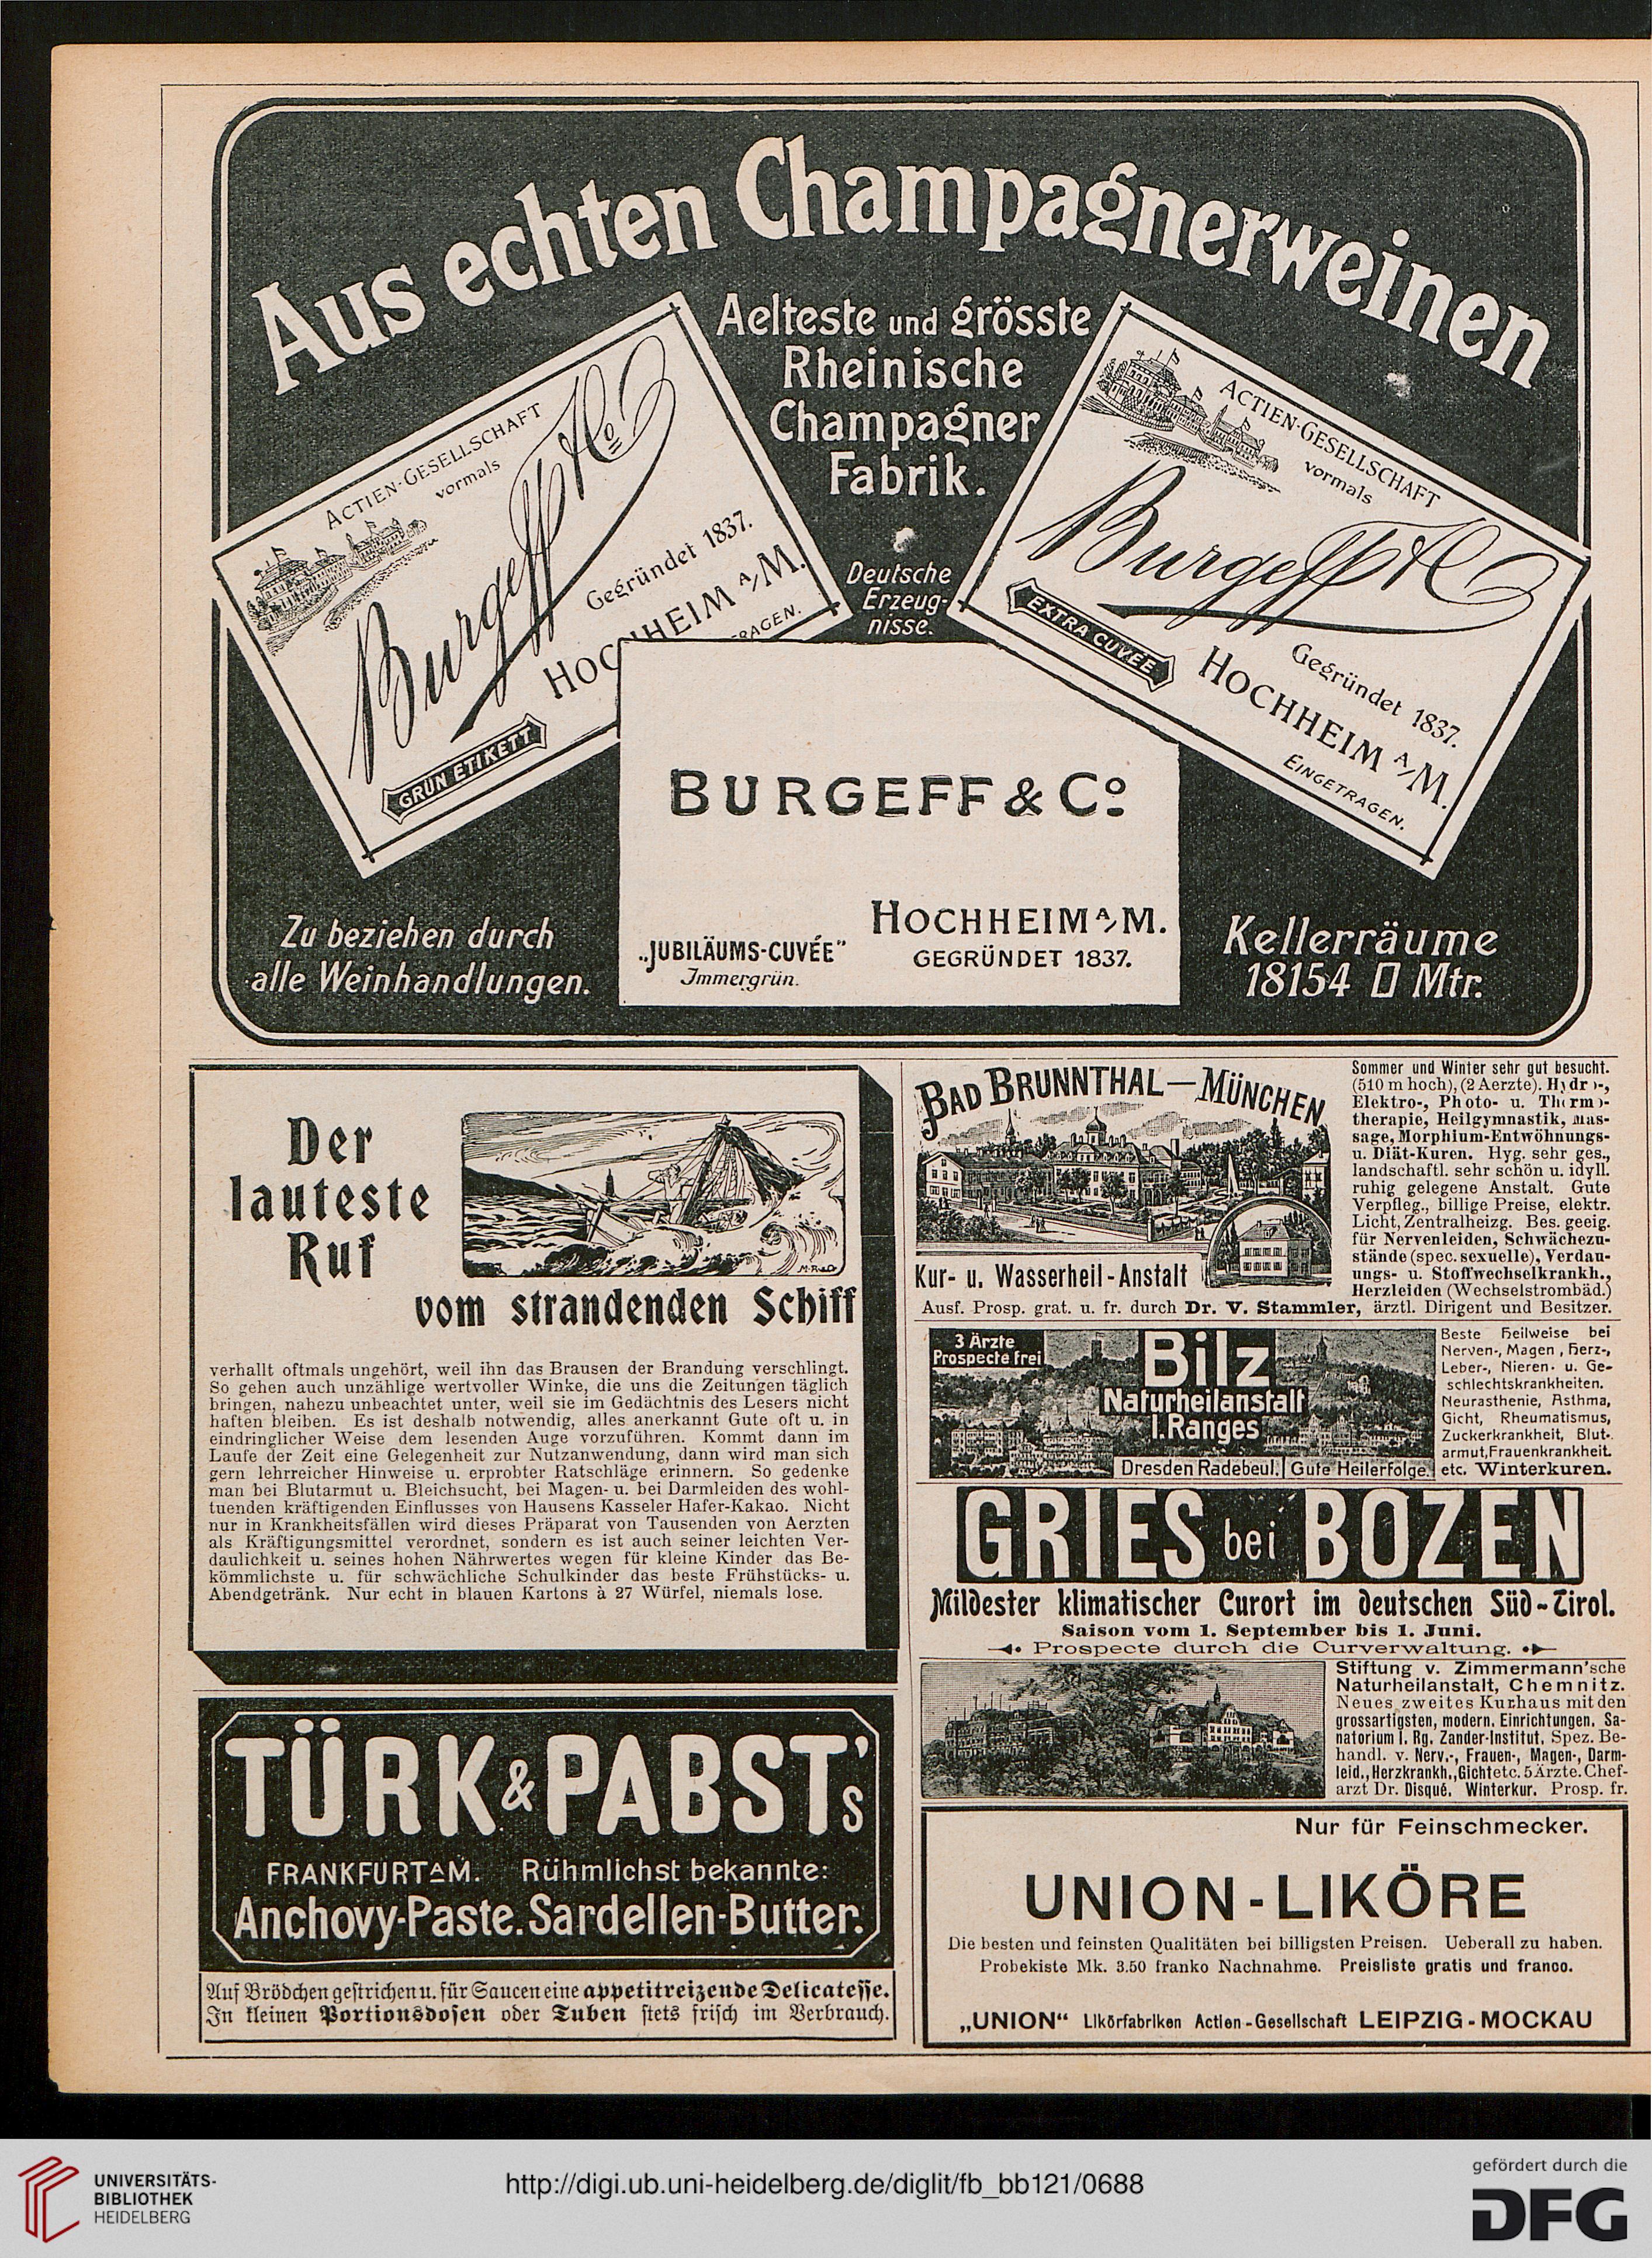 Aus echten Champagnerweinen
Aelteste und grösste
Rheinische
Champagner
Fabrik.
Deutsche
Erzeug-
nisse.
ACTIEN-GESELLSCHAFT
vormals
Burgeff & Co
Gegründet 1837.
HOCHHEIM A/M.
GRÜN ETIKETT
ACTIEN-GESELLSCHAFT
vormals
Burgeff & Co
EXTRA CUVÉE
Gegründet 1837.
HOCHHEIM A/M.
EINGETRAGEN.
BURGEFF & Co
HOCHHEIM A/M.
„JUBILÄUMS-CUVÉE”
GEGRÜNDET 1837.
Immergrün.
Zu beziehen durch
alle Weinhandlungen.
Kellerräume
18154 □ Mtr.
Der
lauteste
Ruf
vom strandenden Schiff
verhallt oftmals ungehört, weil ihn das Brausen der Brandung verschlingt.
So gehen auch unzählige wertvoller Winke, die uns die Zeitungen täglich
bringen, nahezu unbeachtet unter, weil sie im Gedächtnis des Lesers nicht
haften bleiben. Es ist deshalb notwendig, alles anerkannt Gute oft u. in
eindringlicher Weise dem lesenden Auge vorzuführen. Kommt dann im
Laufe der Zeit eine Gelegenheit zur Nutzanwendung, dann wird man sich
gern lehrreicher Hinweise u. erprobter Ratschläge erinnern. So gedenke
man bei Blutarmut u. Bleichsucht, bei Magen- u. bei Darmleiden des wohl-
tuenden kräftigenden Einflusses von Hausens Kasseler Hafer-Kakao. Nicht
nur in Krankheitsfällen wird dieses Präparat von Tausenden von Aerzten
als Kräftigungsmittel verordnet, sondern es ist auch seiner leichten Ver-
daulichkeit u. seines hohen Nährwertes wegen für kleine Kinder das Be-
kömmlichste u. für schwächliche Schulkinder das beste Frühstücks- u.
Abendgetränk. Nur echt in blauen Kartons à 27 Würfel, niemals lose.
TÜRK & PABST's
FRANKFURT A M. Rühmlichst bekannte:
Anchovy-Paste. Sardellen-Butter.
Auf Brödchen gestrichen u. für Saucen eine appetitreizende Delicatesse.
In kleinen Portionsdosen oder Tuben stets frisch im Verbrauch.
BAD BRUNNTHAL – MÜNCHEN
Kur- u. Wasserheil-Anstalt
Sommer und Winter sehr gut besucht.
(510 m hoch), (2 Aerzte). Hydro-,
Elektro-, Photo- u. Thermo-
therapie, Heilgymnastik, Mas-
sage, Morphium-Entwöhnungs-
u. Diät-Kuren. Hyg. sehr ges.,
landschaftl. sehr schön u. idyll.
ruhig gelegene Anstalt. Gute
Verpfleg., billige Preise, elektr.
Licht, Zentralheizg. Bes. geeig.
für Nervenleiden, Schwächezu-
stände (spec. sexuelle), Verdau-
ungs- u. Stoffwechselkrankh.,
Herzleiden (Wechselstrombäd.)
Ausf. Prosp. grat. u. fr. durch Dr. V. Stammler, ärztl. Dirigent und Besitzer.
3 Ärzte
Prospecte frei
Bilz
Naturheilanstalt
I. Ranges
Dresden Radebeul. Gute Heilerfolge.
Beste Heilweise bei
Nerven-, Magen, Herz-,
Leber-, Nieren- u. Ge-
schlechtskrankheiten.
Neurasthenie, Asthma,
Gicht, Rheumatismus,
Zuckerkrankheit, Blut-
armut, Frauenkrankheit
etc. Winterkuren.
GRIES bei BOZEN
Mildester klimatischer Curort im deutschen Süd-Tirol.
Saison vom 1. September bis 1. Juni.
Prospecte durch die Curverwaltung.
Stiftung v. Zimmermann'sche
Naturheilanstalt, Chemnitz.
Neues zweites Kurhaus mit den
grossartigsten, modern. Einrichtungen. Sa-
natorium I. Rg. Zander-Institut. Spez. Be-
handl. v. Nerv.-, Frauen-, Magen-, Darm-
leid., Herzkrankh., Gicht etc. 5 Ärzte. Chef-
arzt Dr. Disqué. Winterkur. Prosp. fr.
Nur für Feinschmecker.
UNION-LIKÖRE
Die besten und feinsten Qualitäten bei billigsten Preisen. Ueberall zu haben.
Probekiste Mk. 3.50 franko Nachnahme. Preisliste gratis und franco.
„UNION“ Likörfabriken Actien-Gesellschaft LEIPZIG-MOCKAU
UNIVERSITÄTS-
BIBLIOTHEK
HEIDELBERG
http://digi.ub.uni-heidelberg.de/diglit/fb_bb121/0688
gefördert durch die
DFG